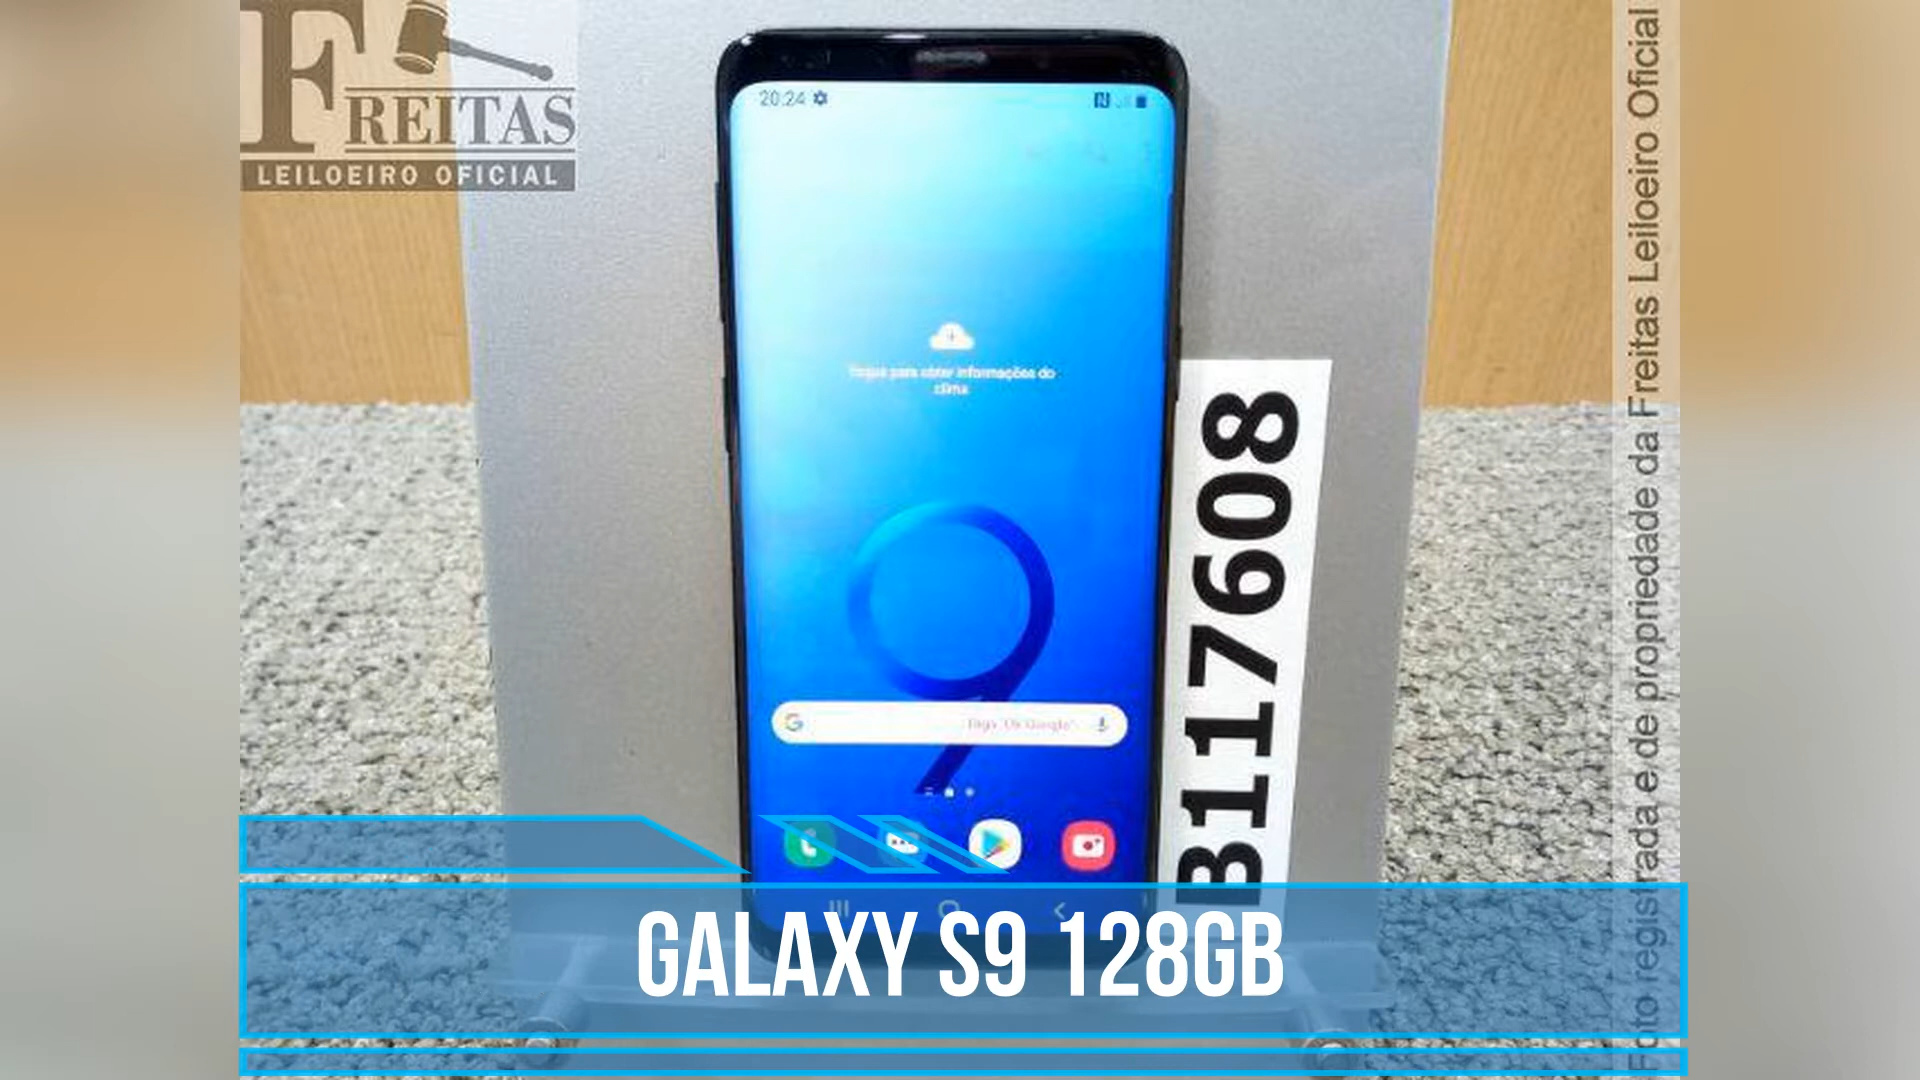 FREITAS
LEILOEIRO OFICIAL
20:24
Toque para obter informações do
clima
9
G
B117608
GALAXY S9 128GB
Foto registrada e de propriedade da Freitas Leiloeiro Oficial